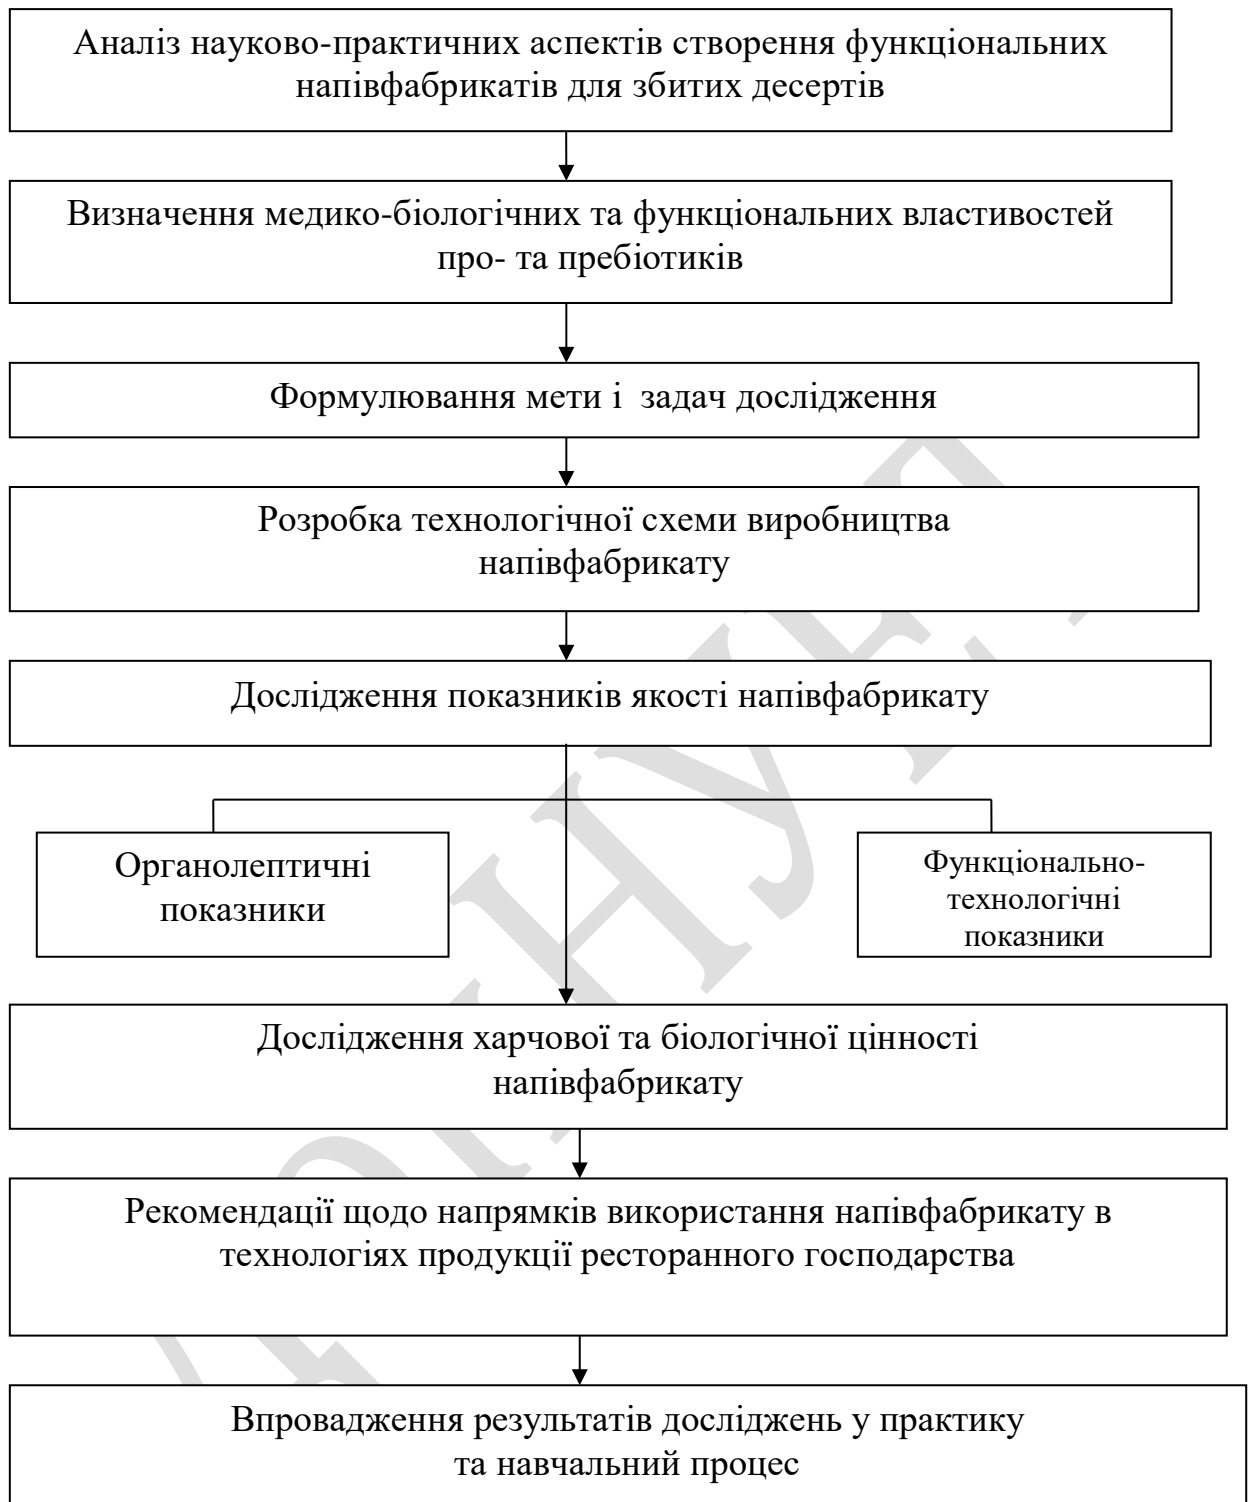 Аналіз науково-практичних аспектів створення функціональних
напівфабрикатів для збитих десертів
Визначення медико-біологічних та функціональних властивостей
про- та пребіотиків
Формулювання мети і задач дослідження
Розробка технологічної схеми виробництва
напівфабрикату
Дослідження показників якості напівфабрикату
Органолептичні
показники
Функціонально-
технологічні
показники
Дослідження харчової та біологічної цінності
напівфабрикату
Рекомендації щодо напрямків використання напівфабрикату в
технологіях продукції ресторанного господарства
Впровадження результатів досліджень у практику
та навчальний процес